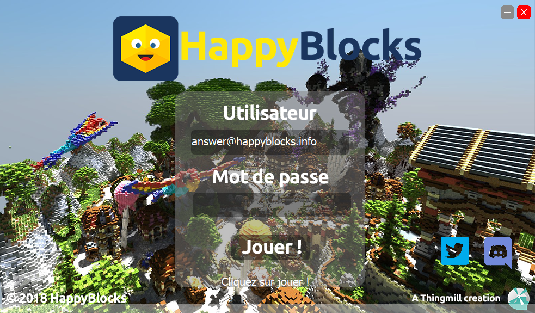 HappyBlocks
Utilisateur
answer@happyblocks.info
Mot de passe
Jouer !
Cliquez sur jouer !
© 2018 HappyBlocks
A Thingmill creation